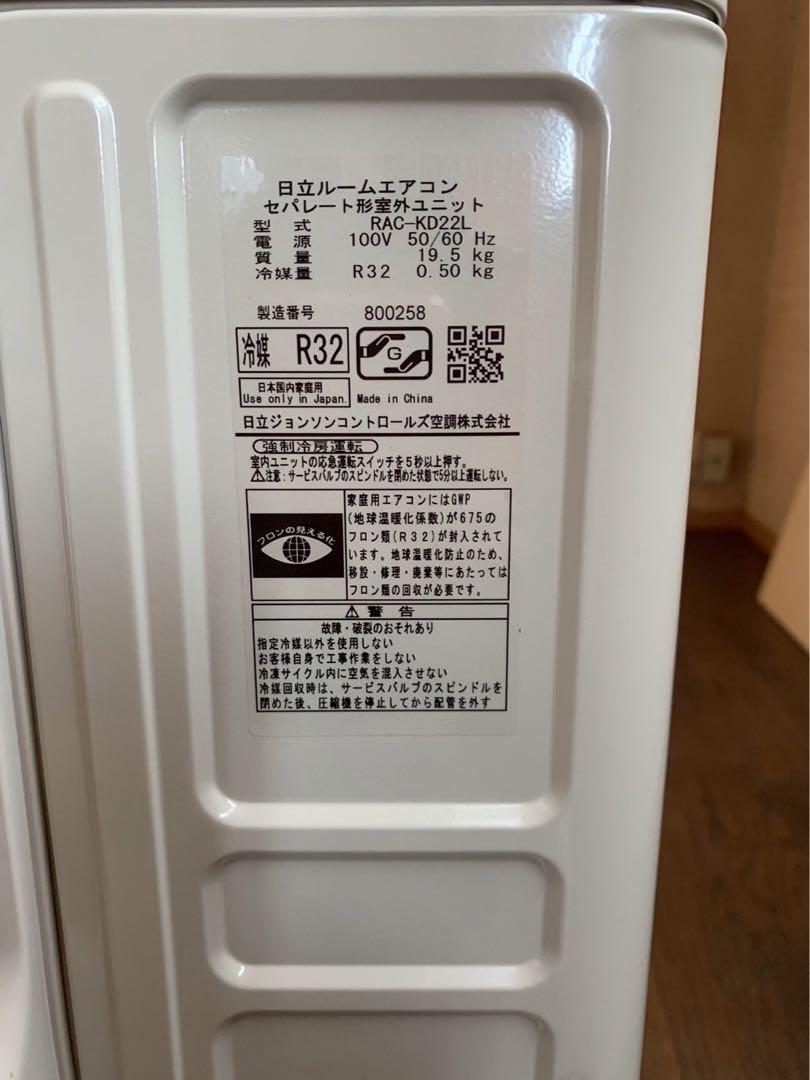 日立ルームエアコン
セパレート形室外ユニット
型式 RAC-KD22L
電源 100V 50/60 Hz
質量 19.5 kg
冷媒量 R32 0.50 kg
製造番号 800258
冷媒 R32
G
日本国内家庭用
Use only in Japan. Made in China
日立ジョンソンコントロールズ空調株式会社
強制冷房運転
室内ユニットの応急運転スイッチを5秒以上押す。
⚠注意:サービスバルブのスピンドルを閉めた状態で5分以上運転しない。
フロンの見える化
家庭用エアコンにはGWP
(地球温暖化係数)が675の
フロン類(R32)が封入されて
います。地球温暖化防止のため、
移設・修理・廃棄等にあたっては
フロン類の回収が必要です。
⚠ 警告
故障・破裂のおそれあり
指定冷媒以外を使用しない
お客様自身で工事作業をしない
冷凍サイクル内に空気を混入させない
冷媒回収時は、サービスバルブのスピンドルを
閉めた後、圧縮機を停止してから配管を外す